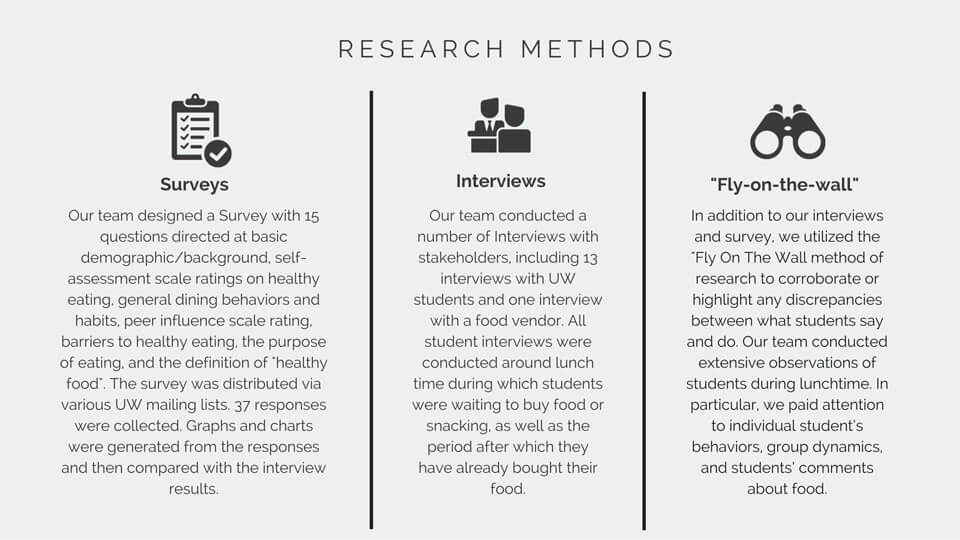 RESEARCH METHODS
Surveys
Our team designed a Survey with 15
questions directed at basic
demographic/background, self-
assessment scale ratings on healthy
eating, general dining behaviors and
habits, peer influence scale rating,
barriers to healthy eating, the purpose
of eating, and the definition of "healthy
food". The survey was distributed via
various UW mailing lists. 37 responses
were collected. Graphs and charts
were generated from the responses
and then compared with the interview
results.
Interviews
Our team conducted a
number of Interviews with
stakeholders, including 13
interviews with UW
students and one interview
with a food vendor. All
student interviews were
conducted around lunch
time during which students
were waiting to buy food or
snacking, as well as the
period after which they
have already bought their
food.
"Fly-on-the-wall"
In addition to our interviews
and survey, we utilized the
"Fly On The Wall method of
research to corroborate or
highlight any discrepancies
between what students say
and do. Our team conducted
extensive observations of
students during lunchtime. In
particular, we paid attention
to individual student's
behaviors, group dynamics,
and students' comments
about food.